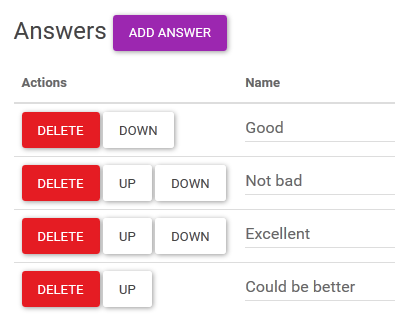 Answers ADD ANSWER
Actions Name
DELETE DOWN Good
DELETE UP DOWN Not bad
DELETE UP DOWN Excellent
DELETE UP Could be better